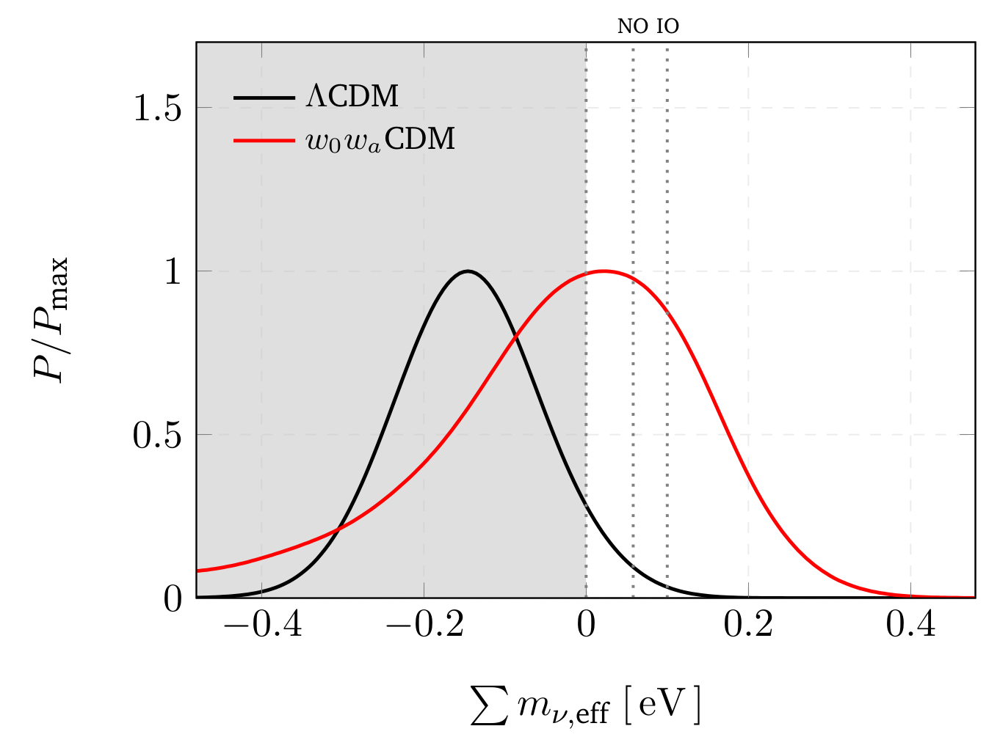 NO IO
ΛCDM
w₀wₐCDM
1.5
1
0.5
0
P/Pmax
−0.4 −0.2 0 0.2 0.4
∑ mν,eff [eV]